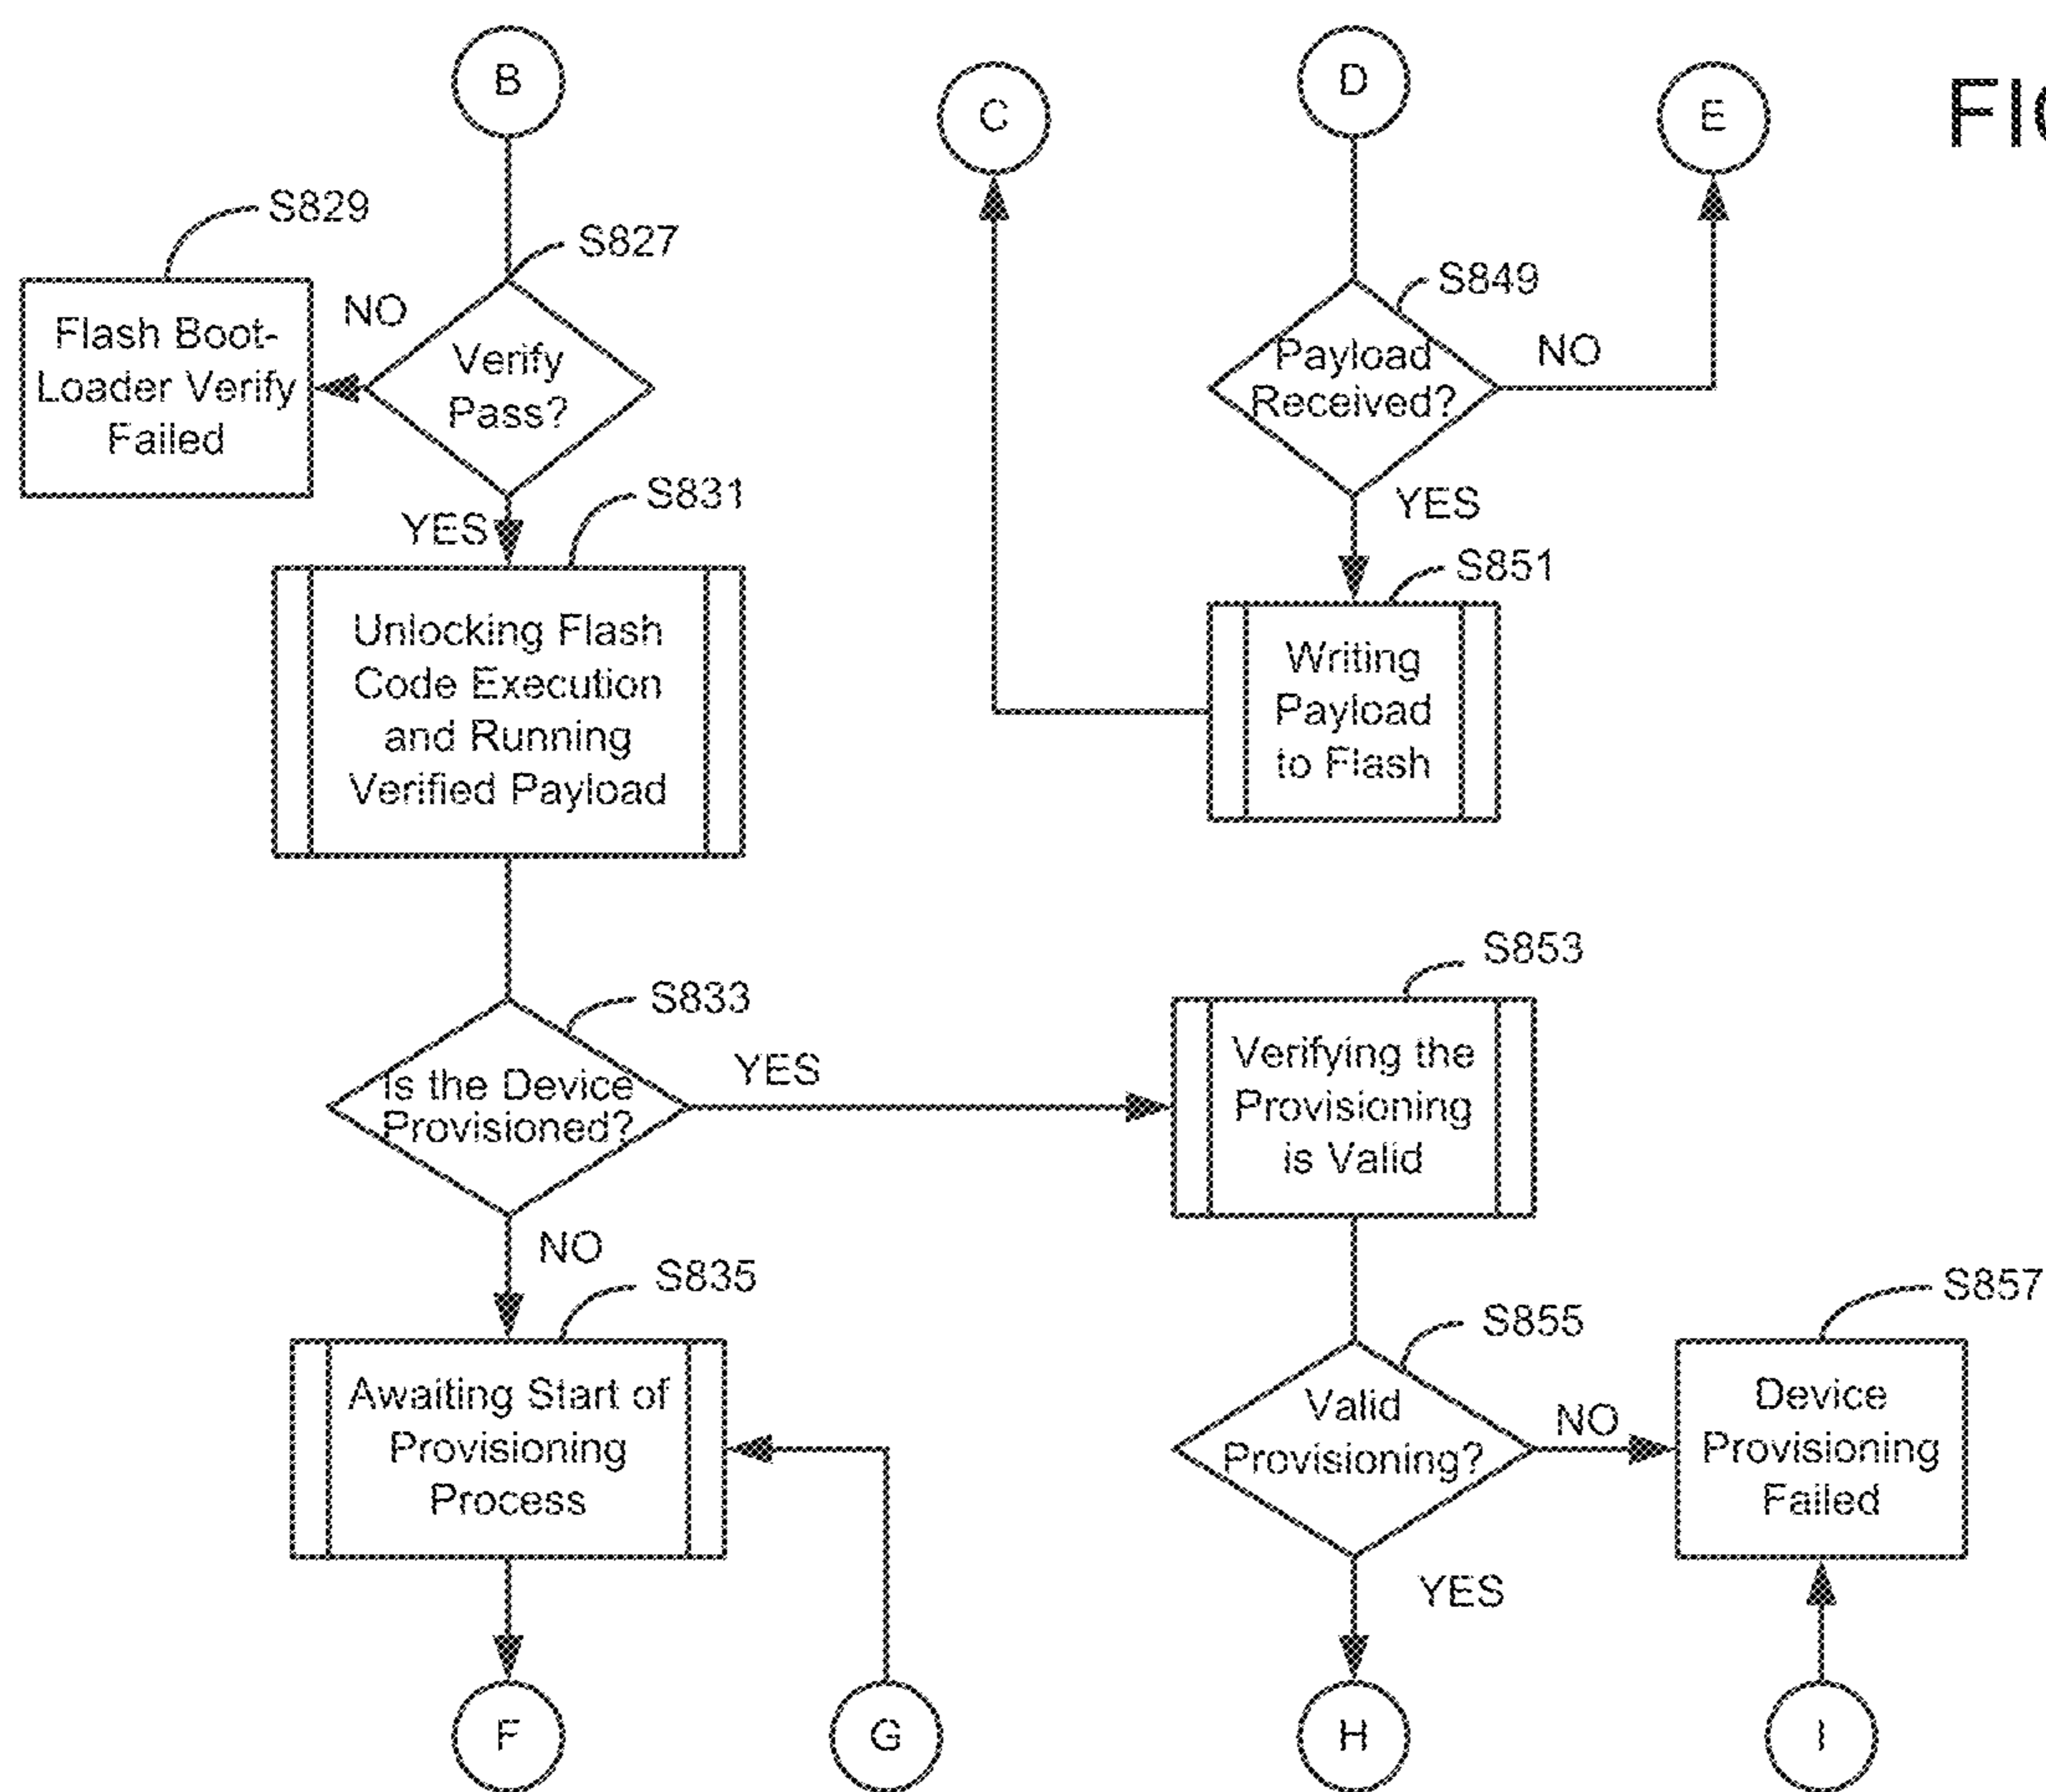 B
D
C
E
S829
S827
S849
NO
Flash Boot-
Loader Verify
Failed
Verify
Pass?
Payload
Received?
NO
YES
S831
YES
S851
Unlocking Flash
Code Execution
and Running
Verified Payload
Writing
Payload
to Flash
S833
S853
Is the Device
Provisioned?
YES
Verifying the
Provisioning
is Valid
NO
S835
S855
S857
Awaiting Start of
Provisioning
Process
Valid
Provisioning?
NO
Device
Provisioning
Failed
YES
F
G
H
I